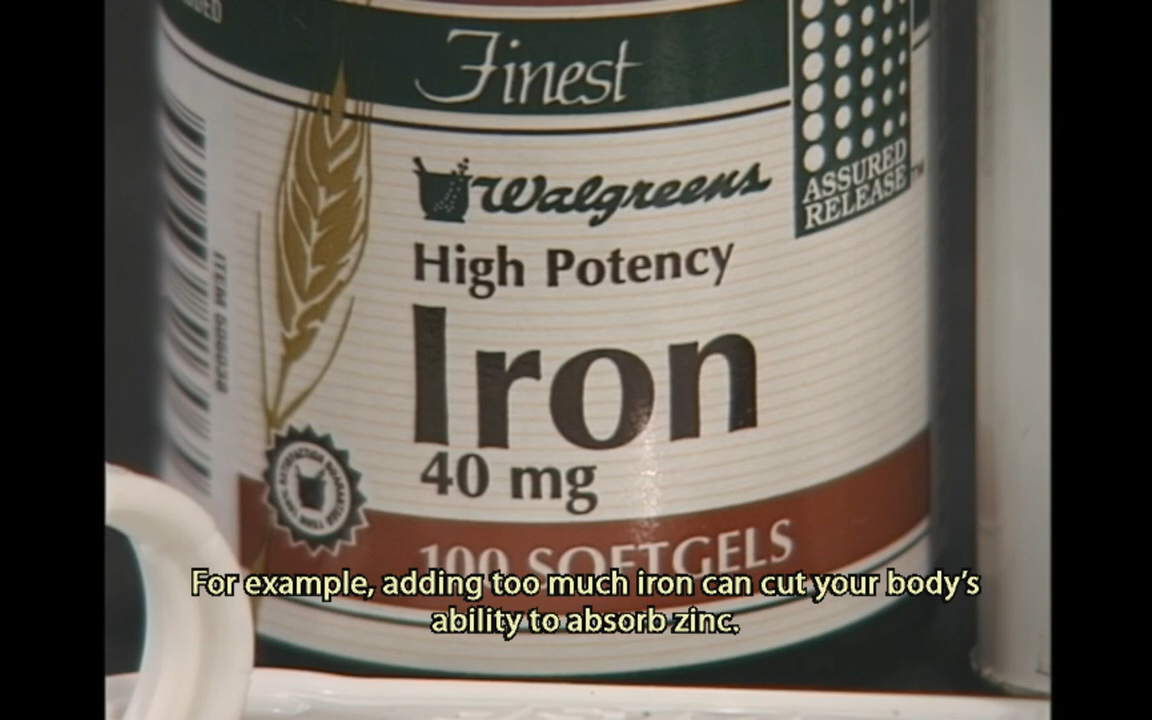 Finest
ASSURED
RELEASE™
Walgreens
High Potency
Iron
40 mg
100 SOFTGELS
For example, adding too much iron can cut your body's
ability to absorb zinc.